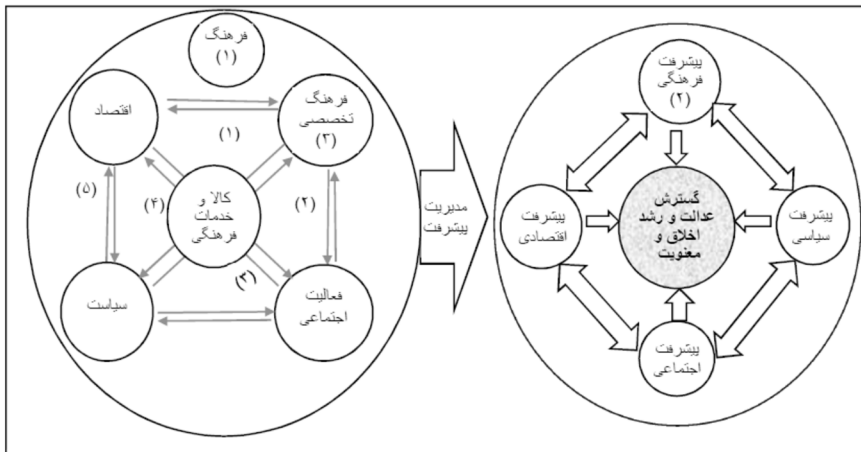 فرهنگ
(۱)
اقتصاد
فرهنگ
تخصصی
(۳)
(۱)
(۵)
(۴)
کالا و
خدمات
فرهنگی
(۲)
(۳)
سیاست
فعالیت
اجتماعی
مدیریت
پیشرفت
پیشرفت
فرهنگی
(۲)
پیشرفت
اقتصادی
گسترش
عدالت و رشد
اخلاق و
معنویت
پیشرفت
سیاسی
پیشرفت
اجتماعی